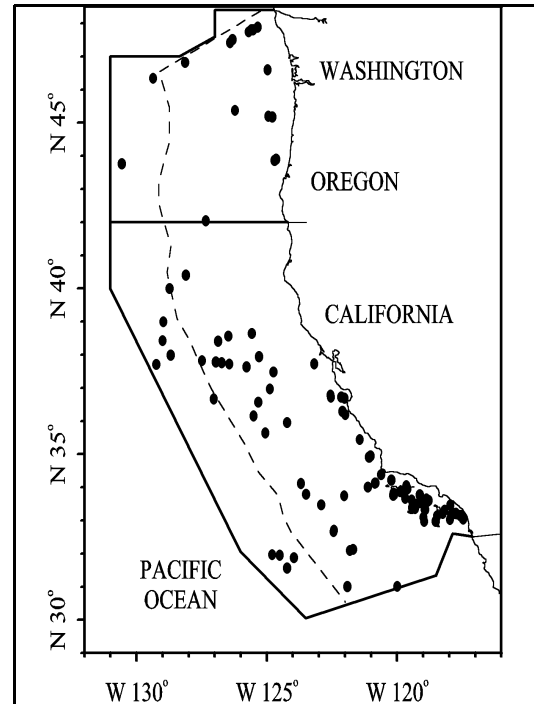 WASHINGTON
N 45°
OREGON
N 40°
CALIFORNIA
N 35°
PACIFIC
OCEAN
N 30°
W 130° W 125° W 120°